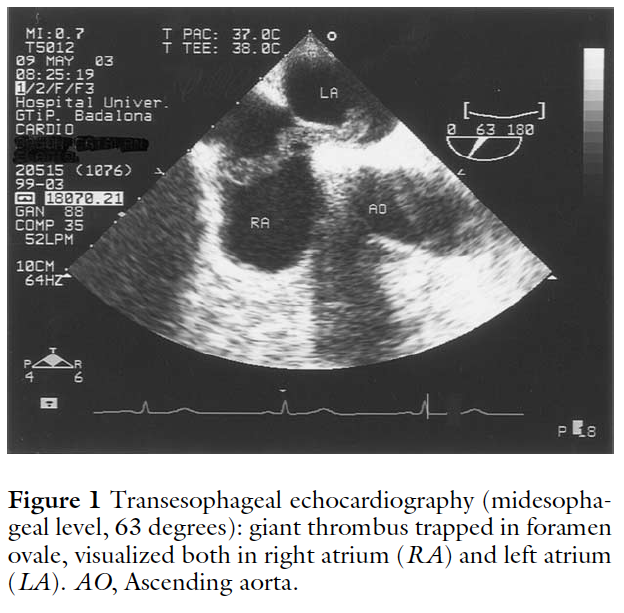 MI:0.7
T5012
09 MAY 03
08:25:19
1/2/F/F3
Hospital Univer.
GTiP. Badalona
CARDIO
20515 (1076)
99-03
18070.21
GAN 88
COMP 35
52LPM
10CM
64HZ
T PAC: 37.0C
T TEE: 38.0C
LA
RA
AO
0 63 180
T
P R
4 6
P 18
Figure 1 Transesophageal echocardiography (midesopha-
geal level, 63 degrees): giant thrombus trapped in foramen
ovale, visualized both in right atrium (RA) and left atrium
(LA). AO, Ascending aorta.